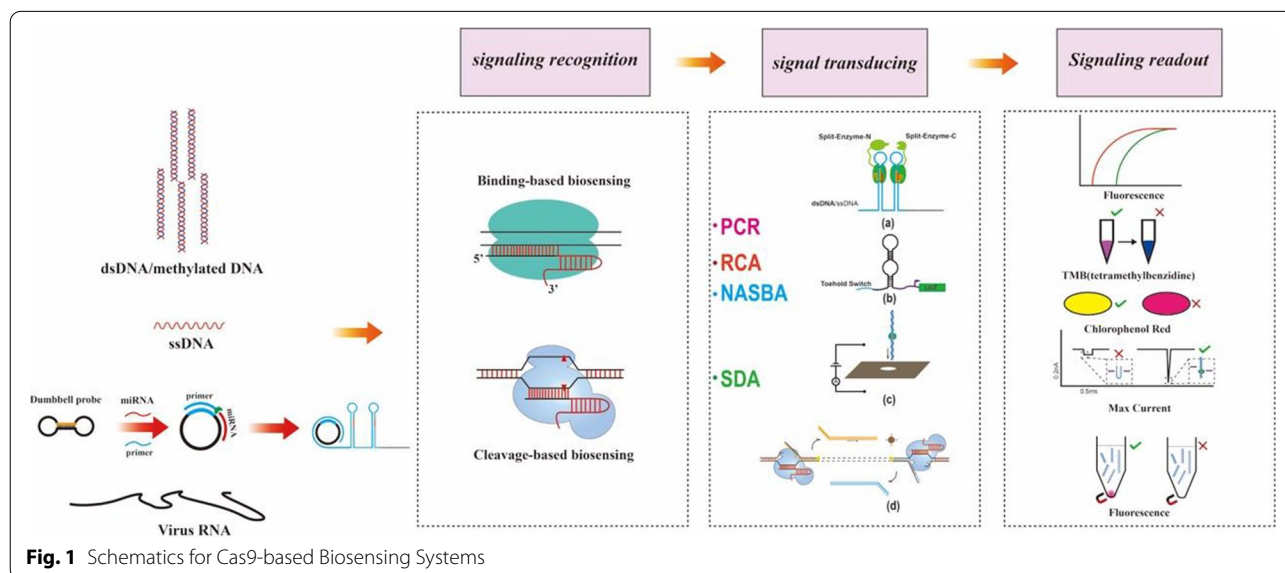 signaling recognition
signal transducing
Signaling readout
dsDNA/methylated DNA
ssDNA
Dumbbell probe
miRNA
primer
primer
miRNA
Virus RNA
Binding-based biosensing
5'
3'
Cleavage-based biosensing
•PCR
•RCA
•NASBA
•SDA
Split-Enzyme-N
Split-Enzyme-C
dsDNA/ssDNA
(a)
Toehold Switch
(b)
A
(c)
(d)
Fluorescence
TMB(tetramethylbenzidine)
Chlorophenol Red
0.2nA
0.5ms
Max Current
Fluorescence
Fig. 1 Schematics for Cas9-based Biosensing Systems